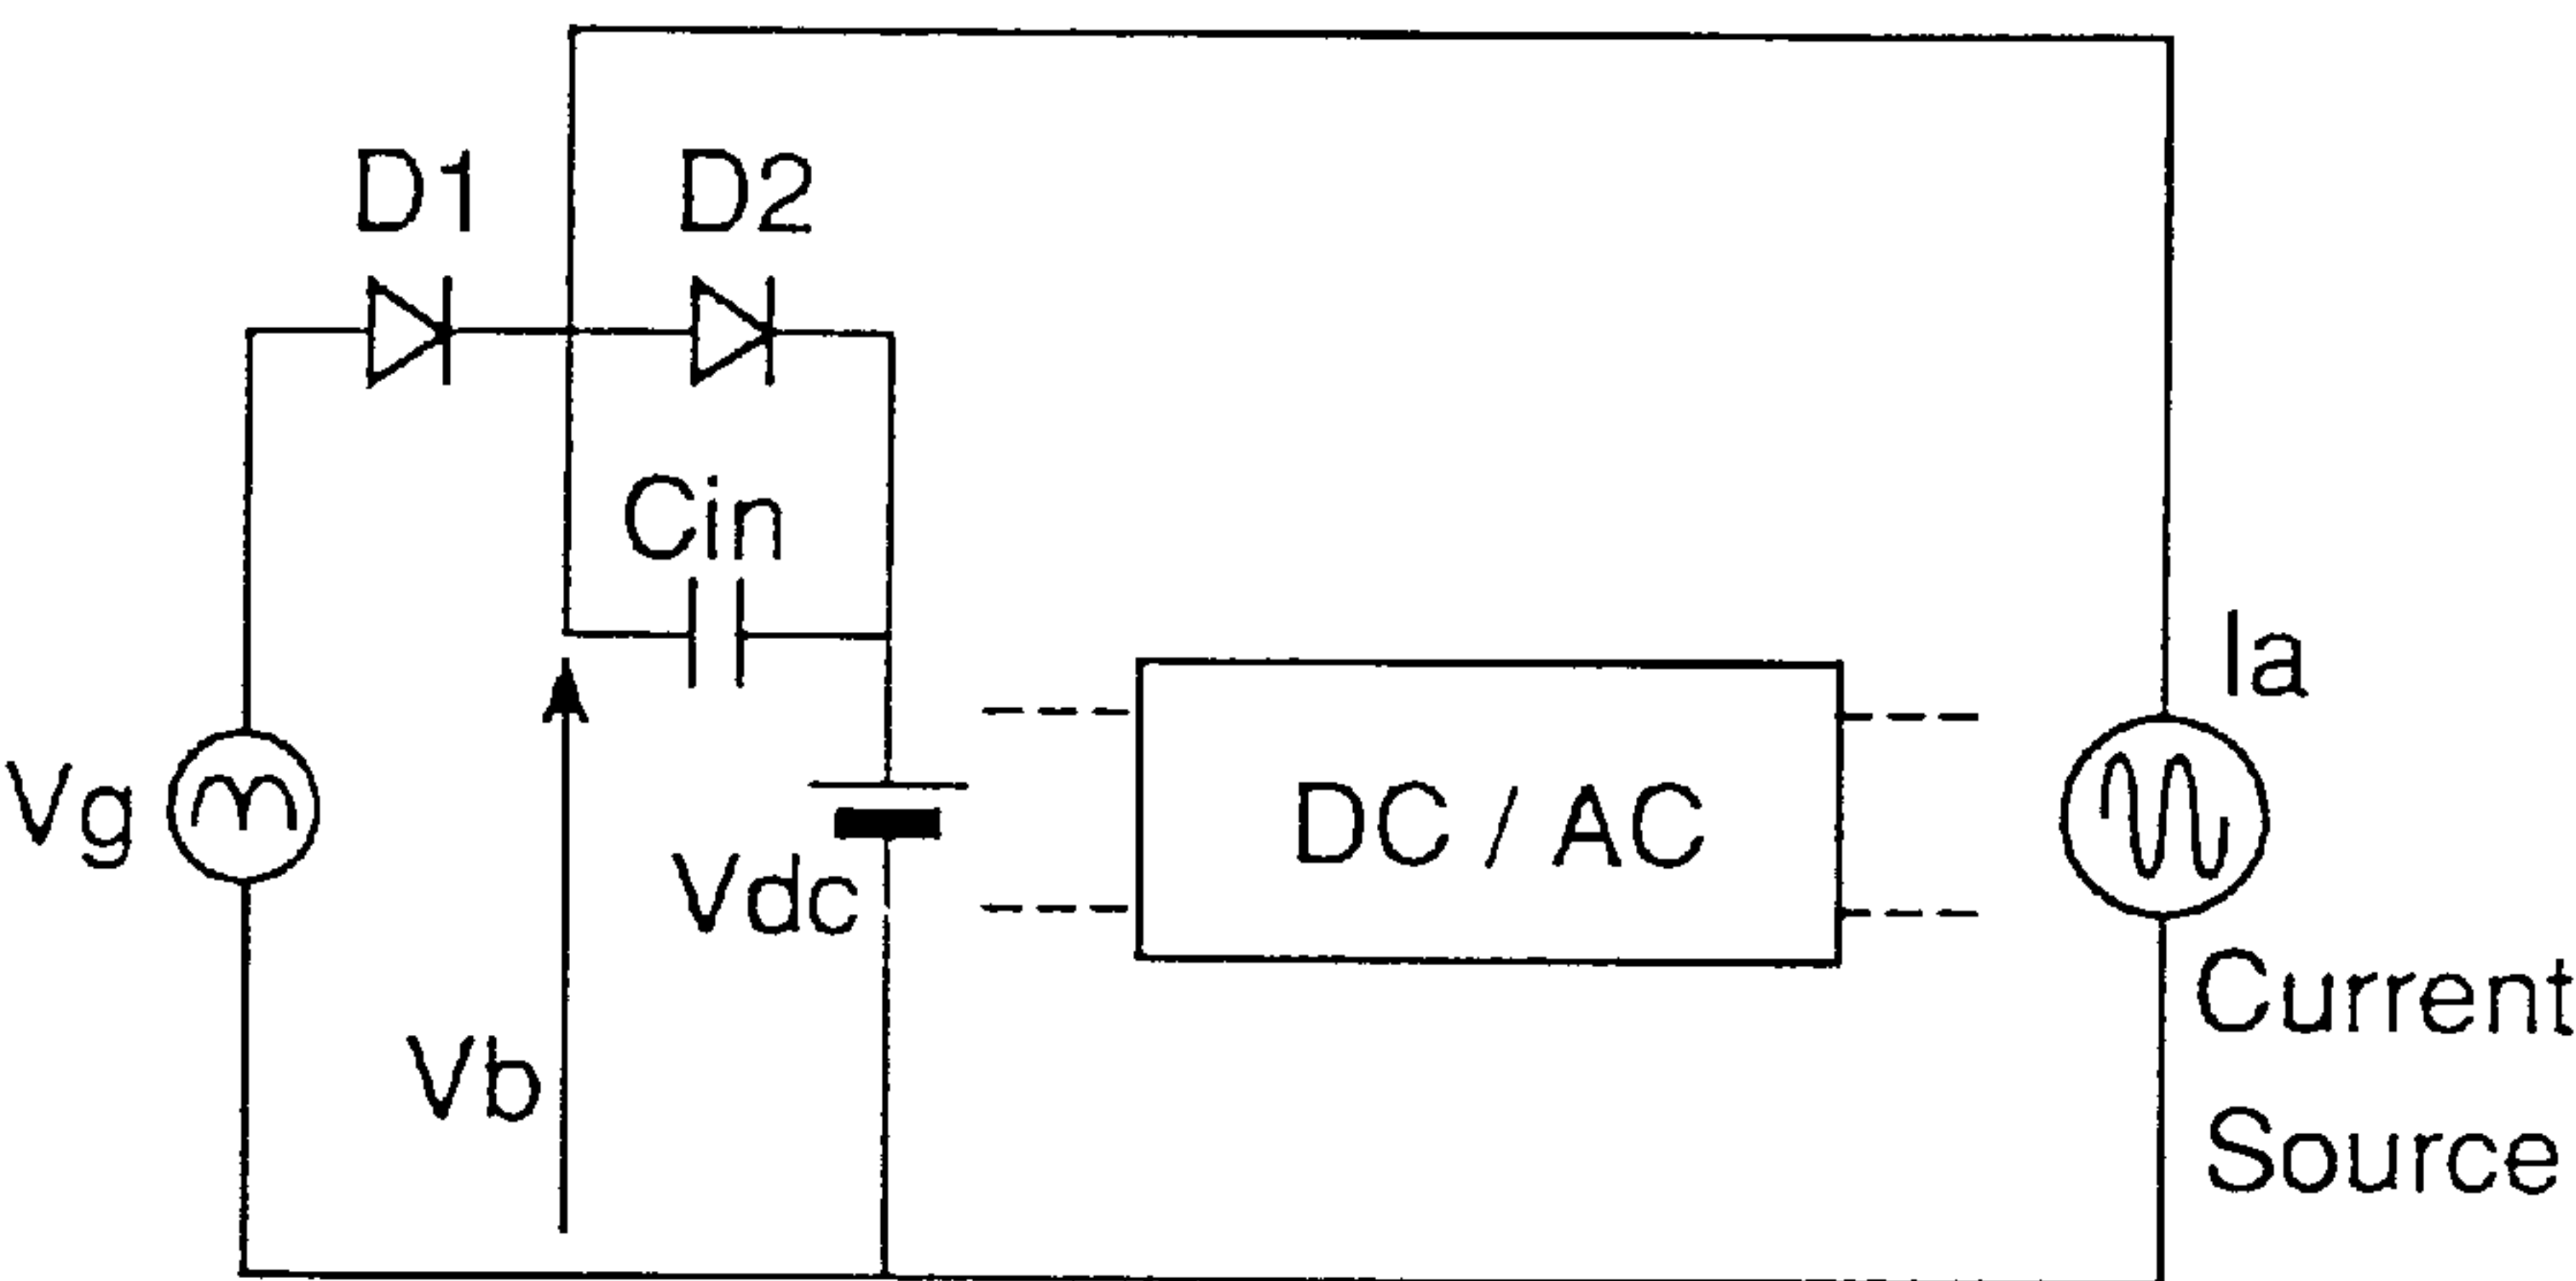 D1
D2
Cin
Ia
Vg
DC / AC
Vdc
Current
Vb
Source